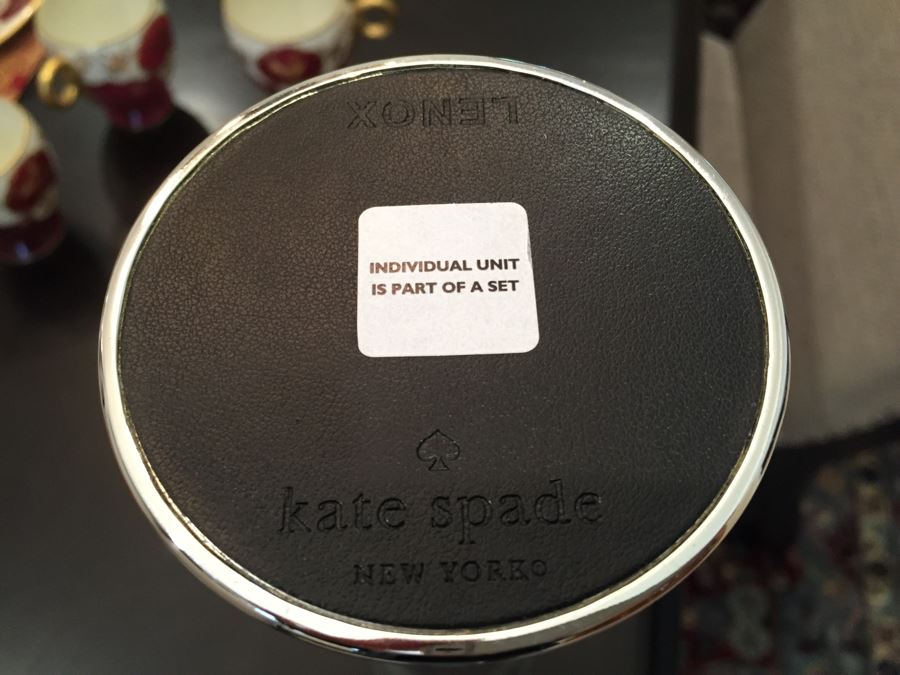 LENOX
INDIVIDUAL UNIT
IS PART OF A SET
kate spade
NEW YORK